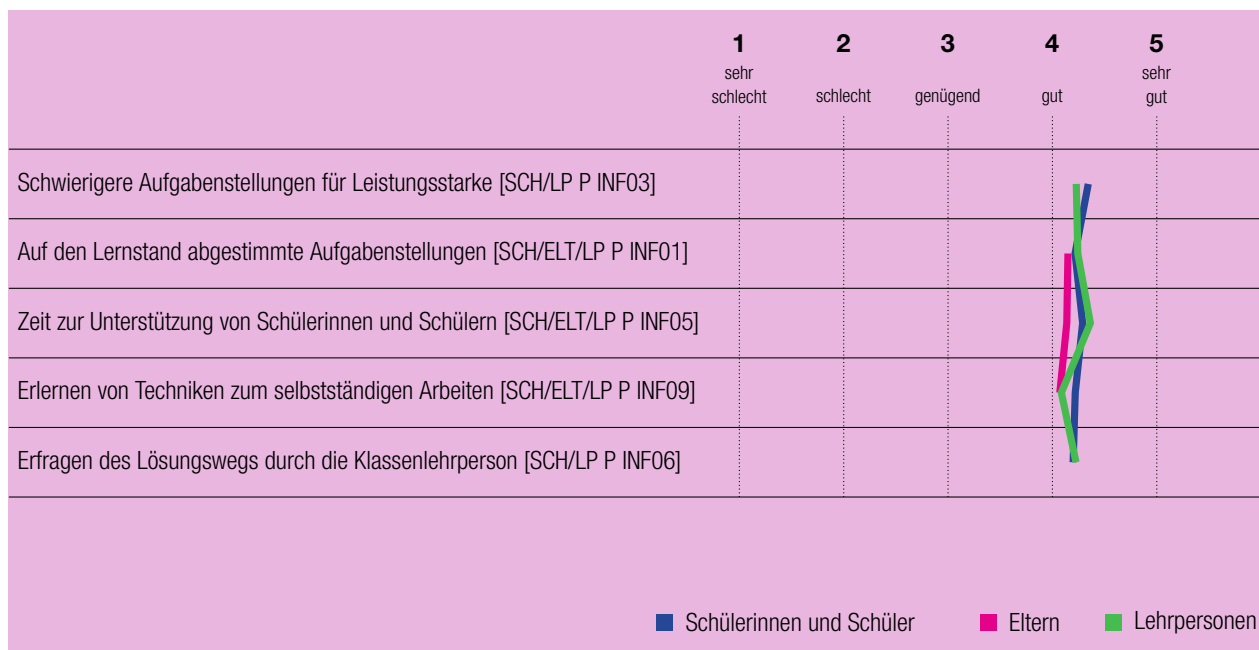 1 2 3 4 5
sehr schlecht schlecht genügend gut sehr gut
Schwierigere Aufgabenstellungen für Leistungsstarke [SCH/LP P INF03]
Auf den Lernstand abgestimmte Aufgabenstellungen [SCH/ELT/LP P INF01]
Zeit zur Unterstützung von Schülerinnen und Schülern [SCH/ELT/LP P INF05]
Erlernen von Techniken zum selbstständigen Arbeiten [SCH/ELT/LP P INF09]
Erfragen des Lösungswegs durch die Klassenlehrperson [SCH/LP P INF06]
Schülerinnen und Schüler Eltern Lehrpersonen